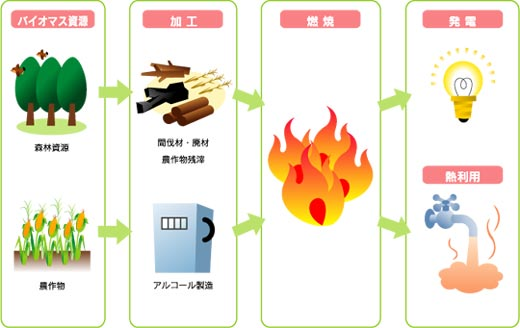 バイオマス資源
森林資源
農作物
加工
間伐材・廃材
農作物残滓
アルコール製造
燃焼
発電
熱利用